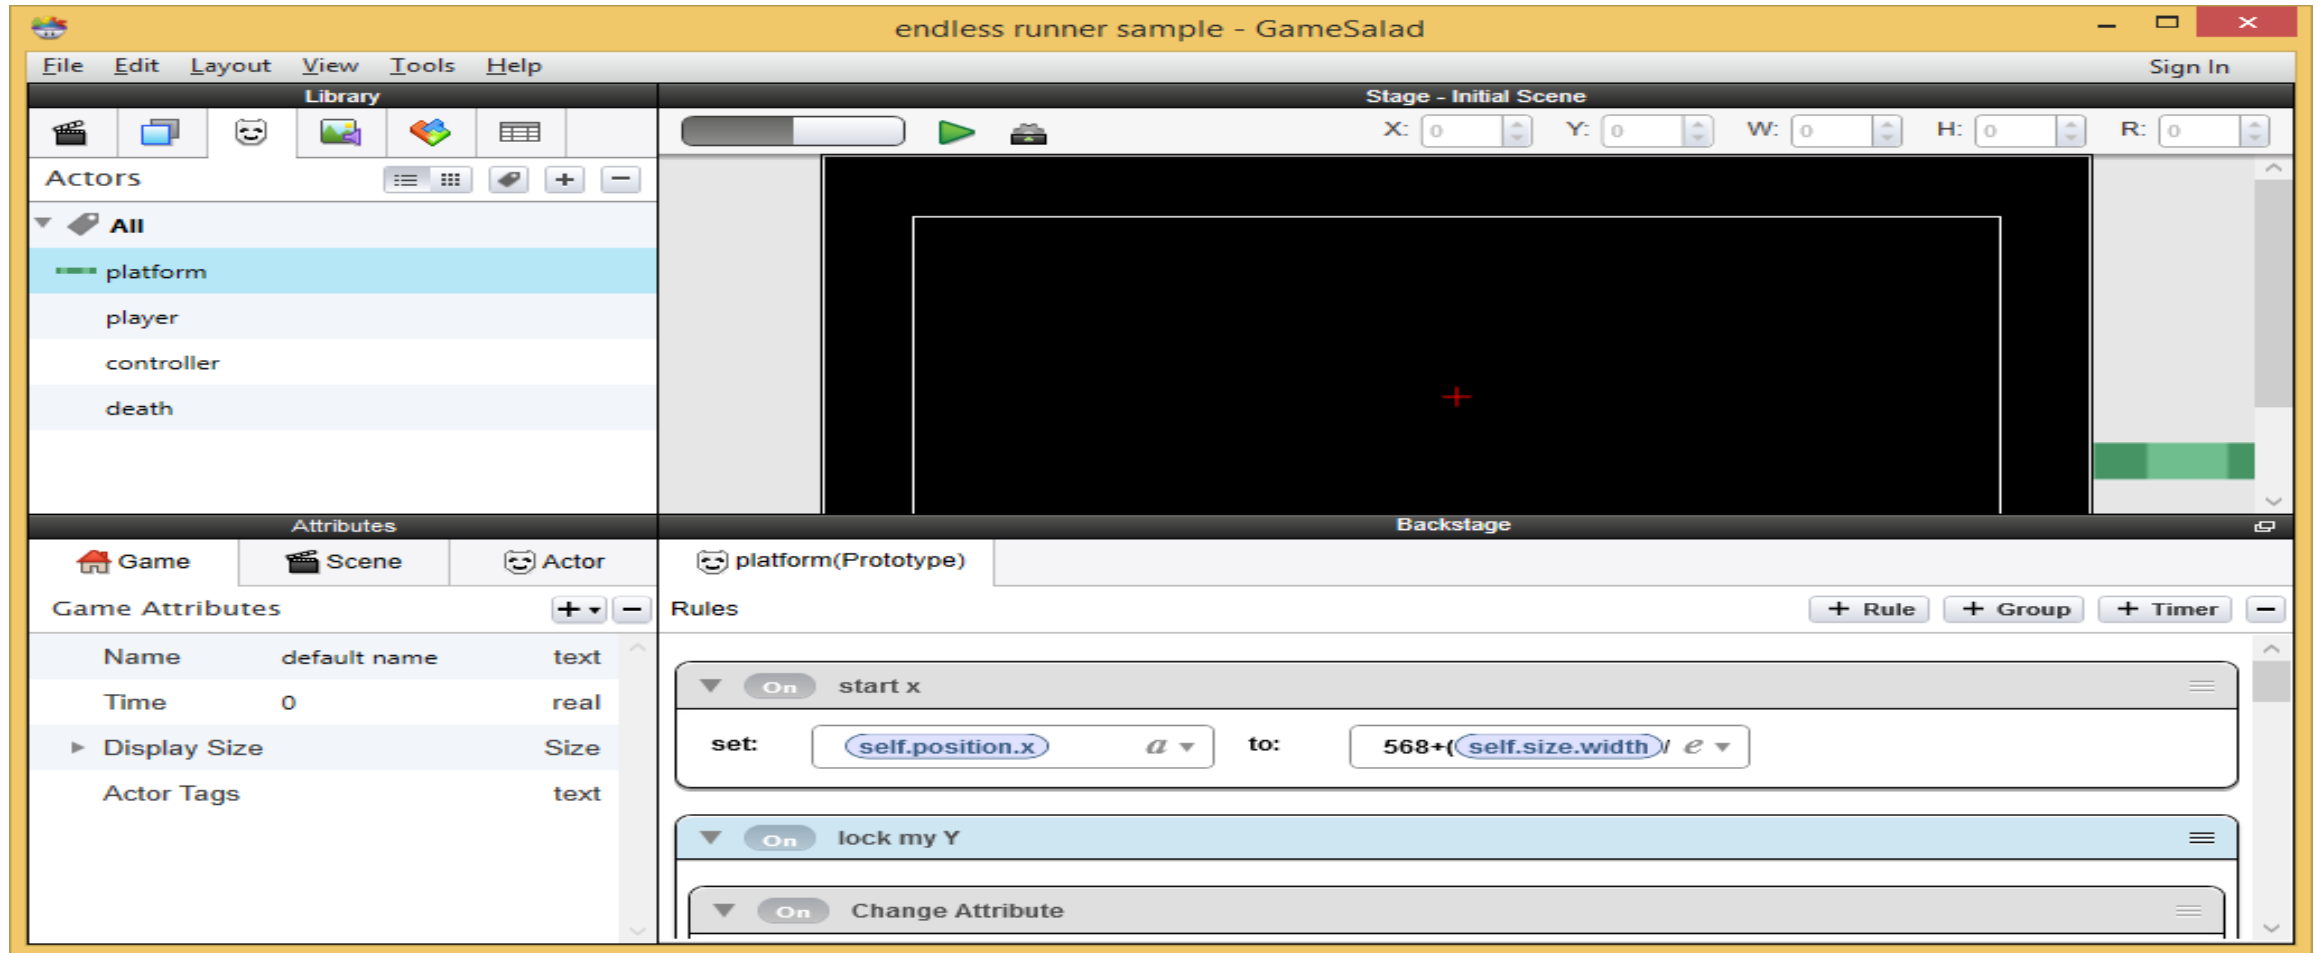 endless runner sample - GameSalad
File Edit Layout View Tools Help Sign In
Library
Stage - Initial Scene
X: 0 Y: 0 W: 0 H: 0 R: 0
Actors
All
platform
player
controller
death
Attributes
Backstage
Game Scene Actor
platform(Prototype)
Game Attributes
Rules
+ Rule + Group + Timer
Name default name text
Time 0 real
Display Size Size
Actor Tags text
On start x
set: self.position.x a to: 568+(self.size.width)/ e
On lock my Y
On Change Attribute